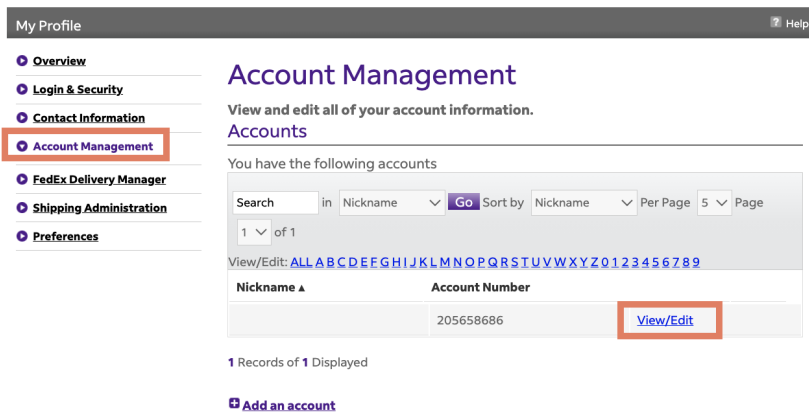 My Profile
Help
Overview
Login & Security
Contact Information
Account Management
FedEx Delivery Manager
Shipping Administration
Preferences
Account Management
View and edit all of your account information.
Accounts
You have the following accounts
Search in Nickname Go Sort by Nickname Per Page 5 Page
1 of 1
View/Edit: ALL A B C D E F G H I J K L M N O P Q R S T U V W X Y Z 0 1 2 3 4 5 6 7 8 9
Nickname ▲ Account Number
205658686 View/Edit
1 Records of 1 Displayed
Add an account